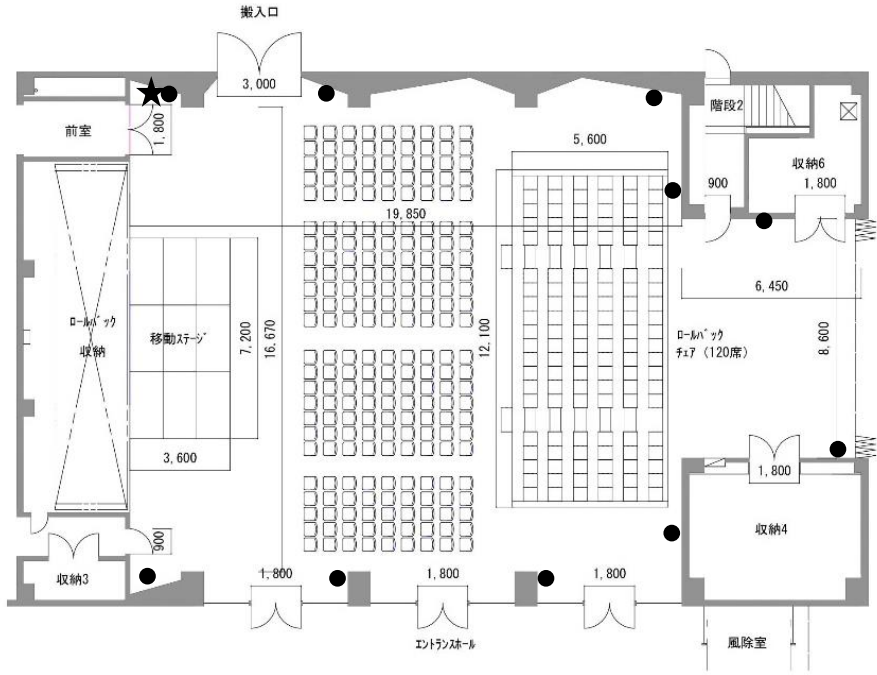 搬入口
3,000
前室
1,800
階段2
収納6
900
1,800
5,600
19,850
6,450
ﾛｰﾙﾊﾞｯｸ
収納
移動ｽﾃｰｼﾞ
7,200
16,670
12,100
ﾛｰﾙﾊﾞｯｸ
ﾁｪｱ（120席）
8,600
3,600
1,800
収納4
900
収納3
1,800
1,800
1,800
ｴﾝﾄﾗﾝｽﾎｰﾙ
風除室